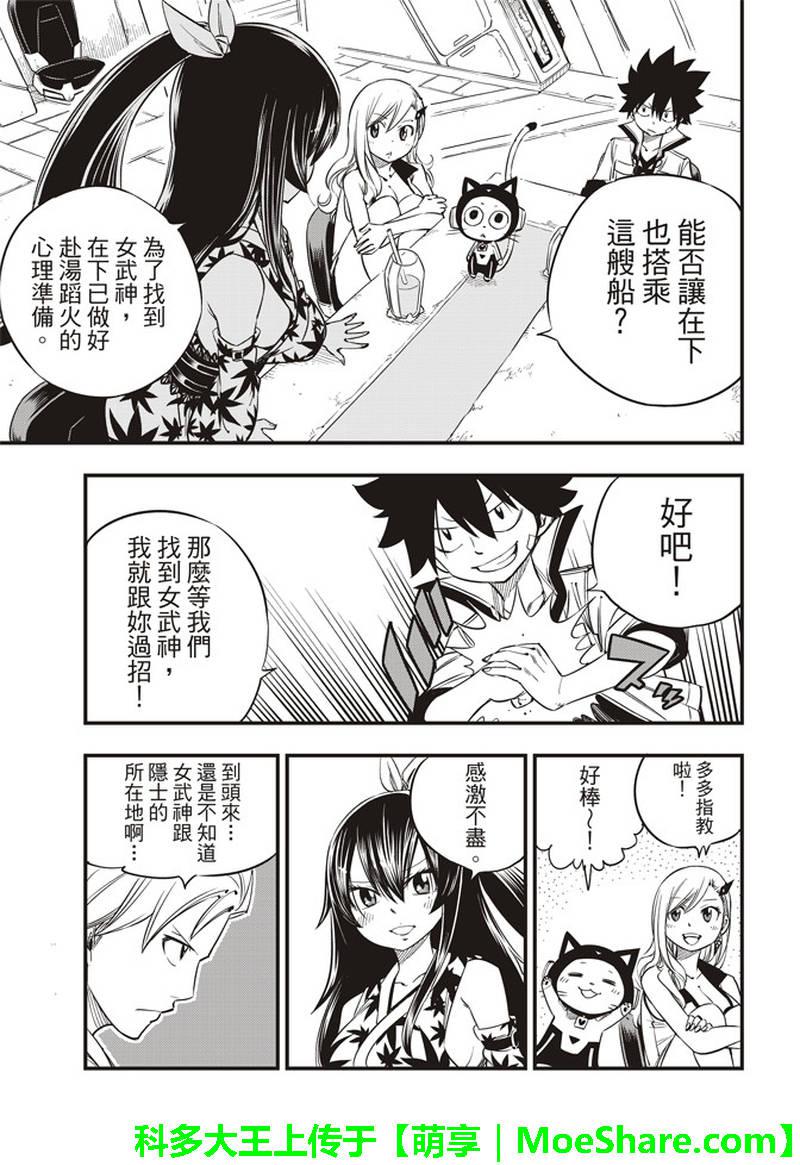 能否讓在下
也搭乘
這艘船？
為了找到
女武神，
在下已做好
赴湯蹈火的
心理準備。
好吧！
那麼等我們
找到女武神，
我就跟妳過招！
多多指教
啦！
好棒～！
感激不盡。
到頭來…
還是不知道
女武神跟
隱士的
所在地啊…
科多大王上传于【萌享 | MoeShare.com】